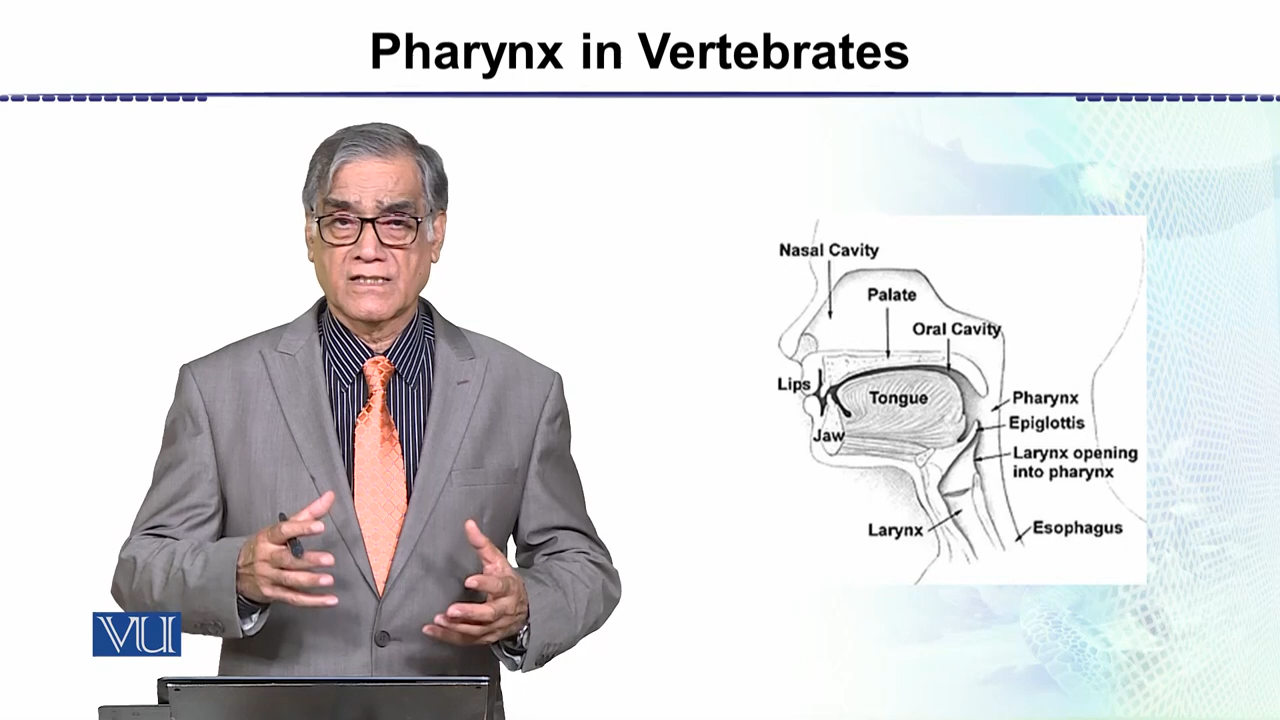 Pharynx in Vertebrates
Nasal Cavity
Palate
Oral Cavity
Lips
Tongue
Pharynx
Epiglottis
Jaw
Larynx opening
into pharynx
Larynx
Esophagus
VU